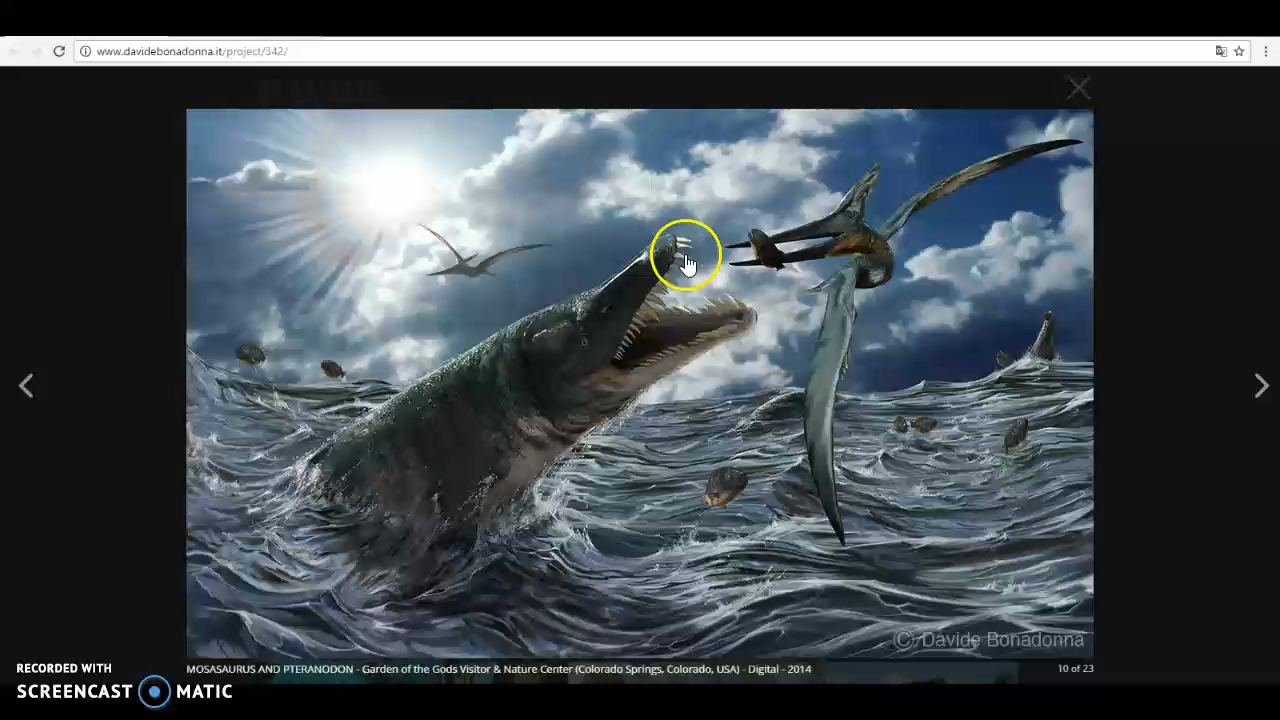 www.davidebonadonna.it/project/342/
(C) Davide Bonadonna
MOSASAURUS AND PTERANODON - Garden of the Gods Visitor & Nature Center (Colorado Springs, Colorado, USA) - Digital - 2014
10 of 23
RECORDED WITH
SCREENCAST MATIC